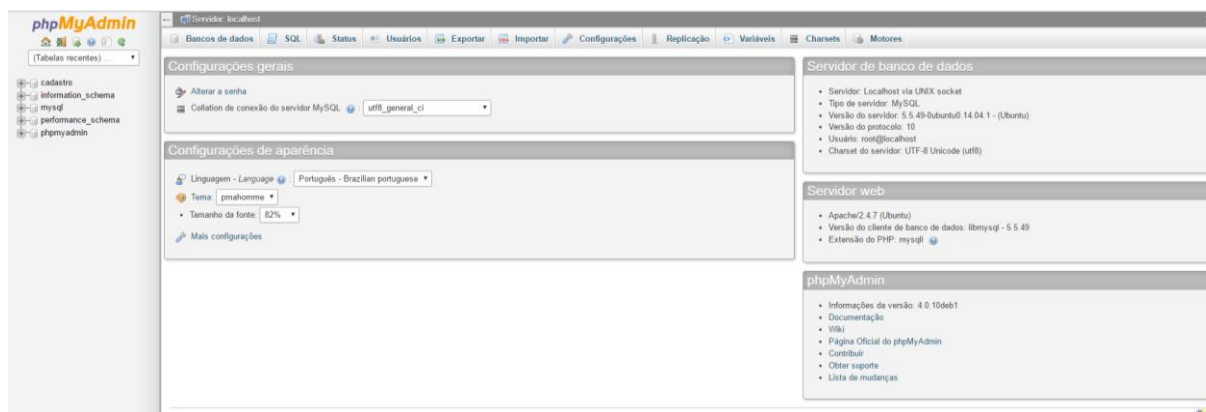 phpMyAdmin
(Tabelas recentes) ...
cadastro
information_schema
mysql
performance_schema
phpmyadmin
Servidor: localhost
Bancos de dados SQL Status Usuários Exportar Importar Configurações Replicação Variáveis Charsets Motores
Configurações gerais
Alterar a senha
Collation de conexão do servidor MySQL : utf8_general_ci
Configurações de aparência
Linguagem - Language : Português - Brazilian portuguese
Tema: pmahomme
Tamanho da fonte: 82%
Mais configurações
Servidor de banco de dados
Servidor: Localhost via UNIX socket
Tipo de servidor: MySQL
Versão do servidor: 5.5.49-0ubuntu0.14.04.1 - (Ubuntu)
Versão do protocolo: 10
Usuário: root@localhost
Charset do servidor: UTF-8 Unicode (utf8)
Servidor web
Apache/2.4.7 (Ubuntu)
Versão do cliente de banco de dados: libmysql - 5.5.49
Extensão do PHP: mysqli
phpMyAdmin
Informações da versão: 4.0.10deb1
Documentação
Wiki
Página Oficial do phpMyAdmin
Contribuir
Obter suporte
Lista de mudanças